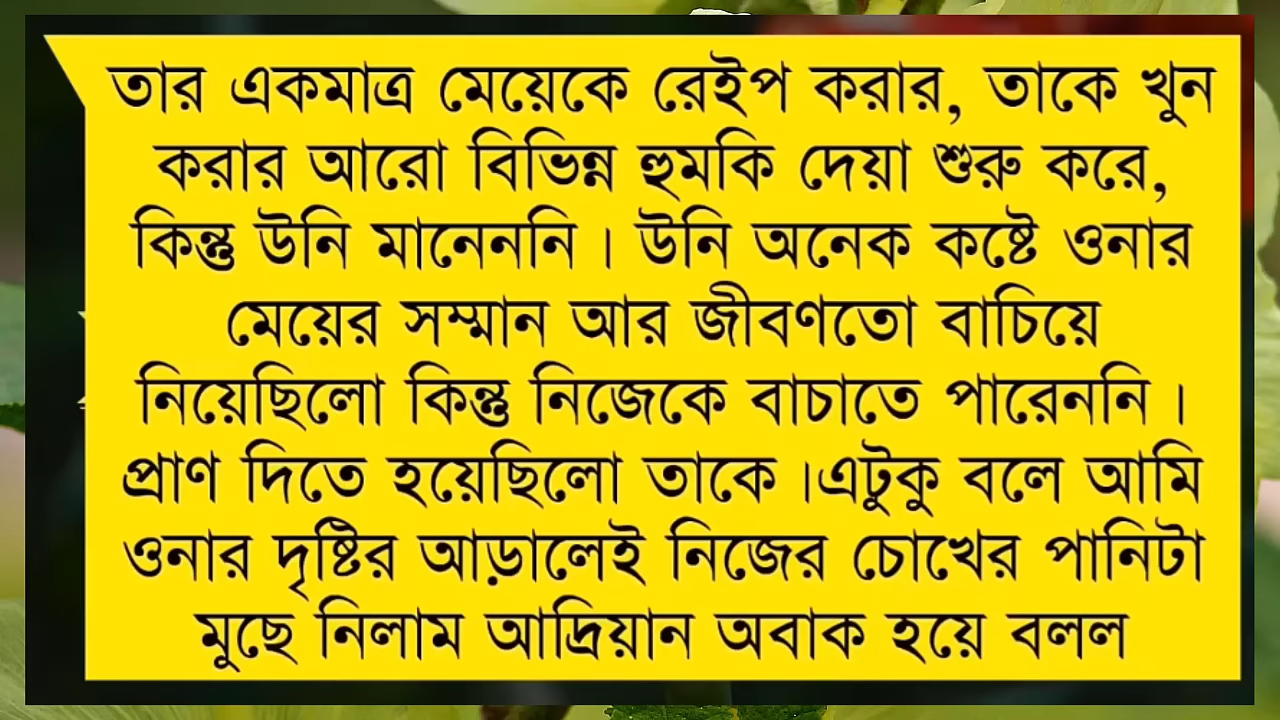 তার একমাত্র মেয়েকে রেইপ করার, তাকে খুন
করার আরো বিভিন্ন হুমকি দেয়া শুরু করে,
কিন্তু উনি মানেননি । উনি অনেক কষ্টে ওনার
মেয়ের সম্মান আর জীবণতো বাচিয়ে
নিয়েছিলো কিন্তু নিজেকে বাচাতে পারেননি ।
প্রাণ দিতে হয়েছিলো তাকে ।এটুকু বলে আমি
ওনার দৃষ্টির আড়ালেই নিজের চোখের পানিটা
মুছে নিলাম আদ্রিয়ান অবাক হয়ে বলল